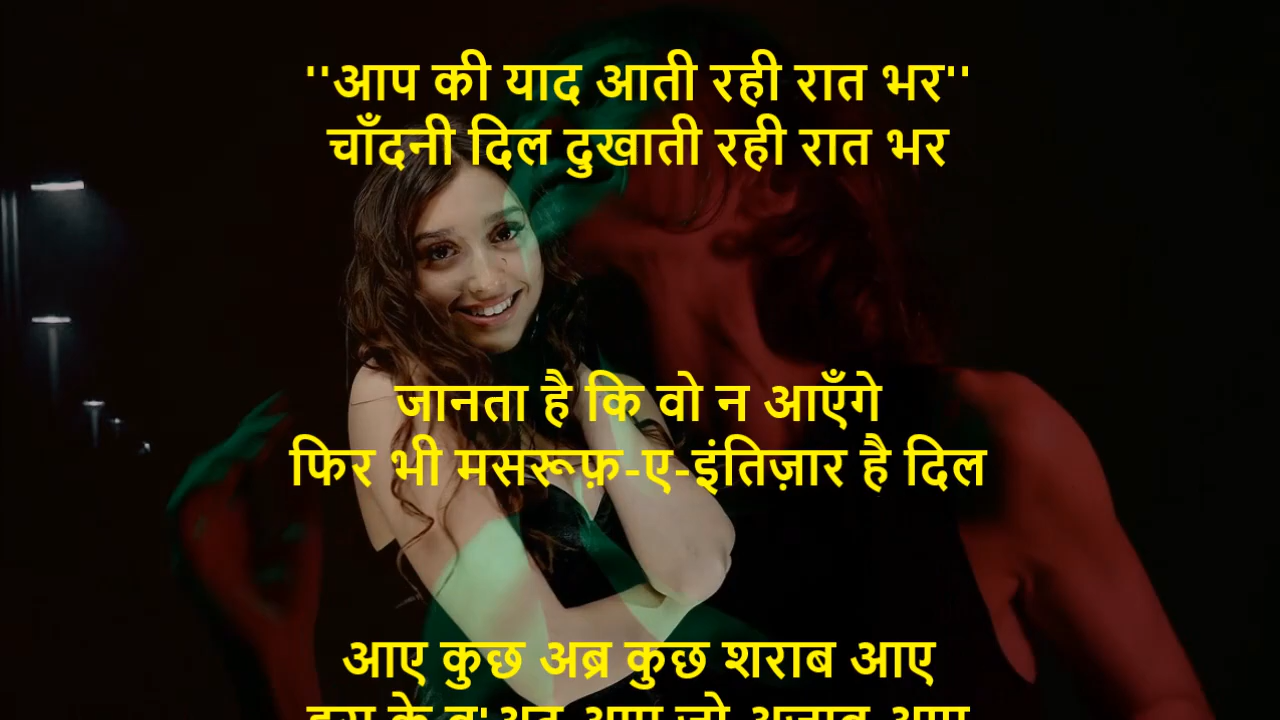 ''आप की याद आती रही रात भर''
चाँदनी दिल दुखाती रही रात भर
जानता है कि वो न आएँगे
फिर भी मसरूफ़-ए-इंतिज़ार है दिल
आए कुछ अब्र कुछ शराब आए